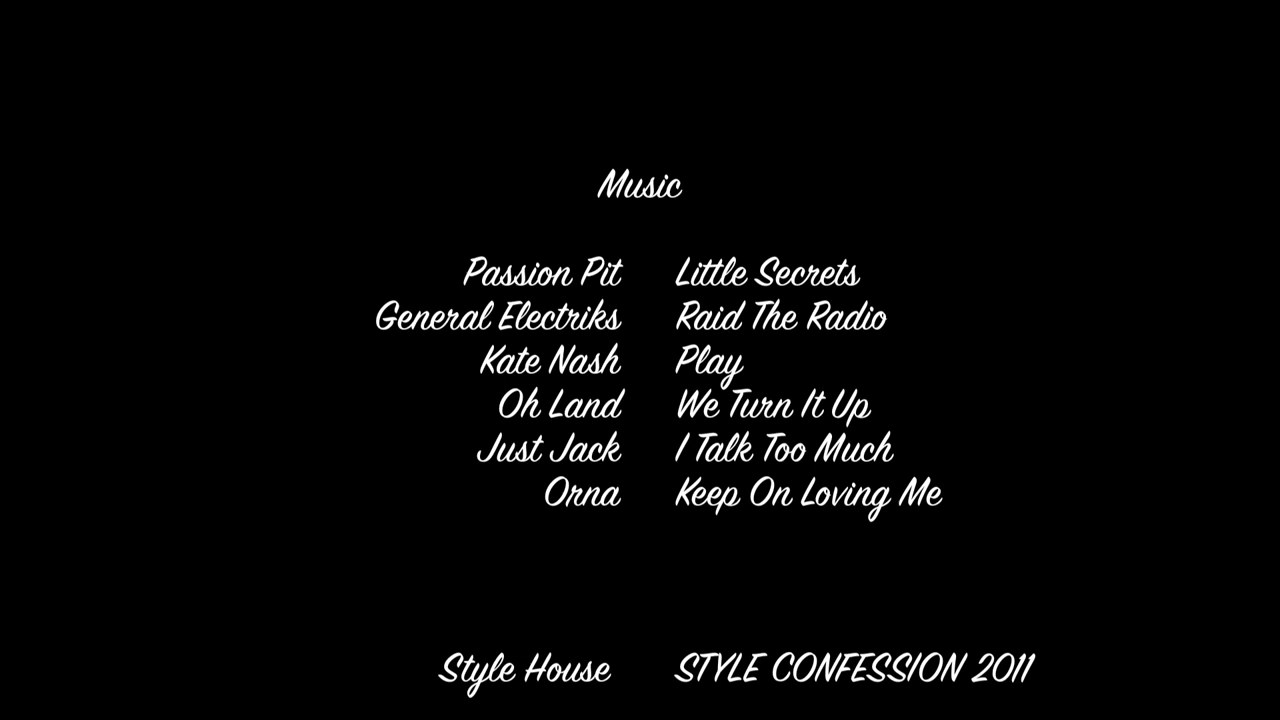 Music
Passion Pit Little Secrets
General Electriks Raid The Radio
Kate Nash Play
Oh Land We Turn It Up
Just Jack I Talk Too Much
Orna Keep On Loving Me
Style House STYLE CONFESSION 2011